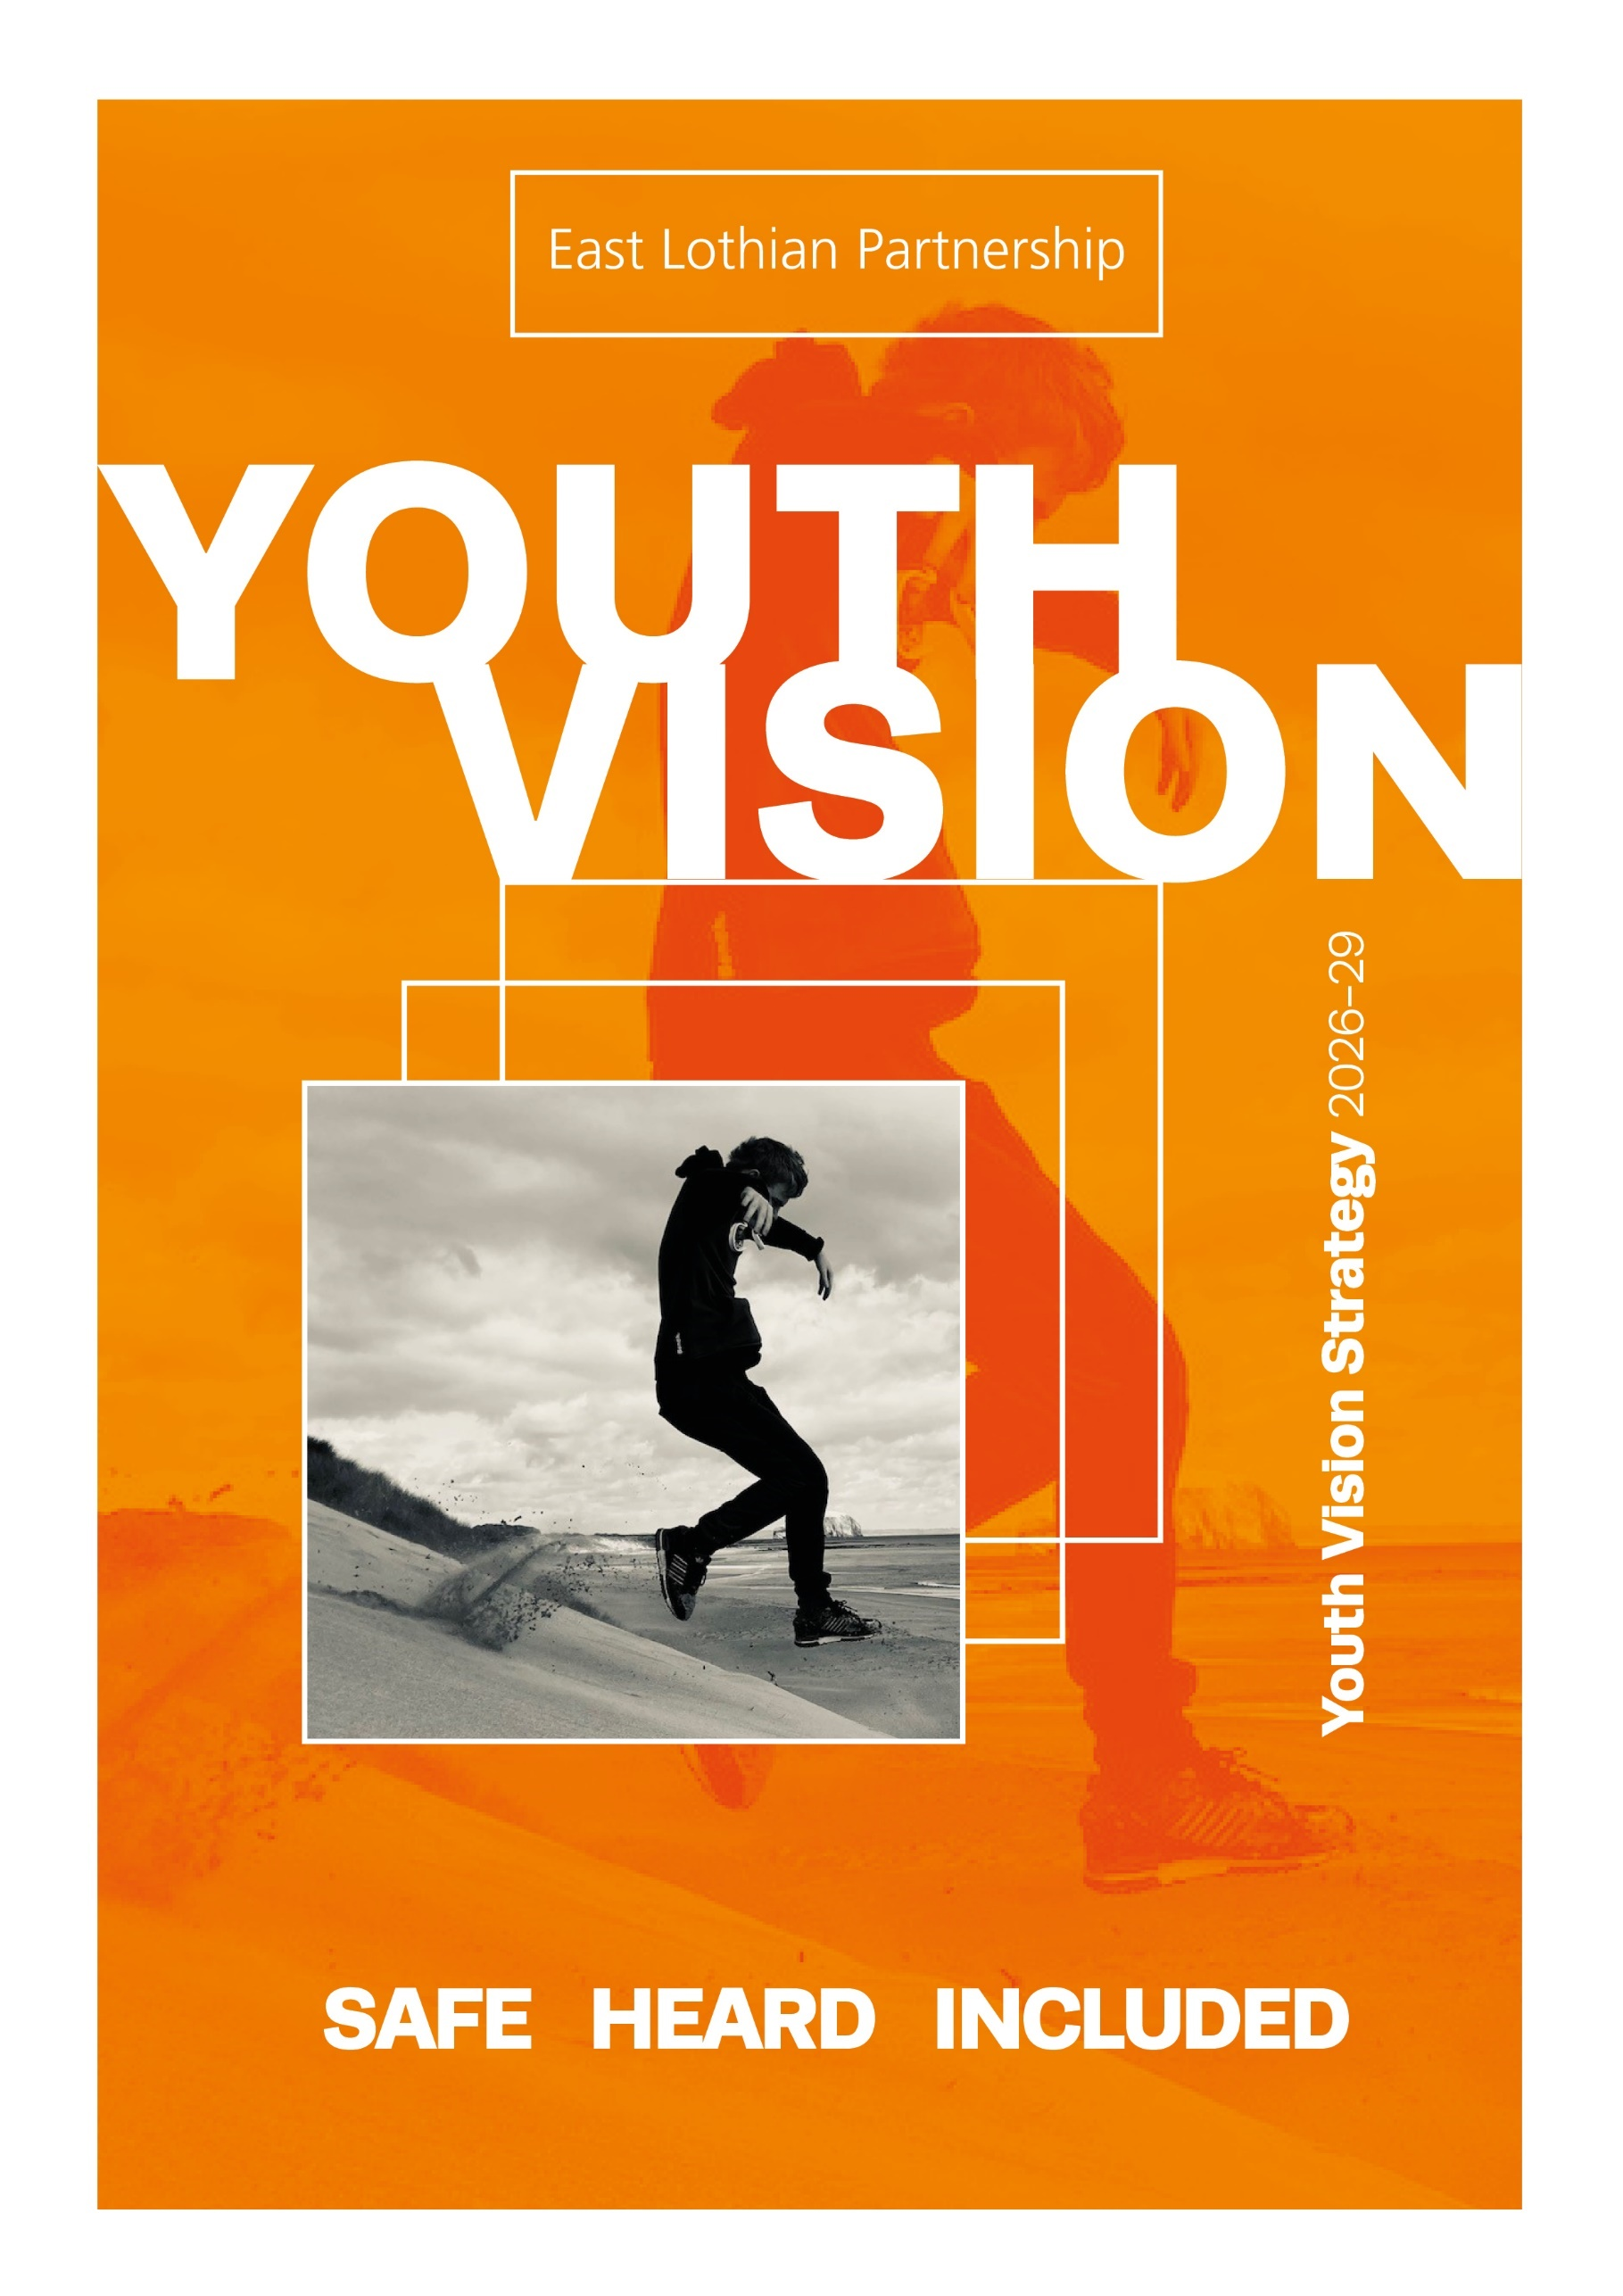 East Lothian Partnership
YOUTH
VISION
Youth Vision Strategy 2026–29
SAFE HEARD INCLUDED